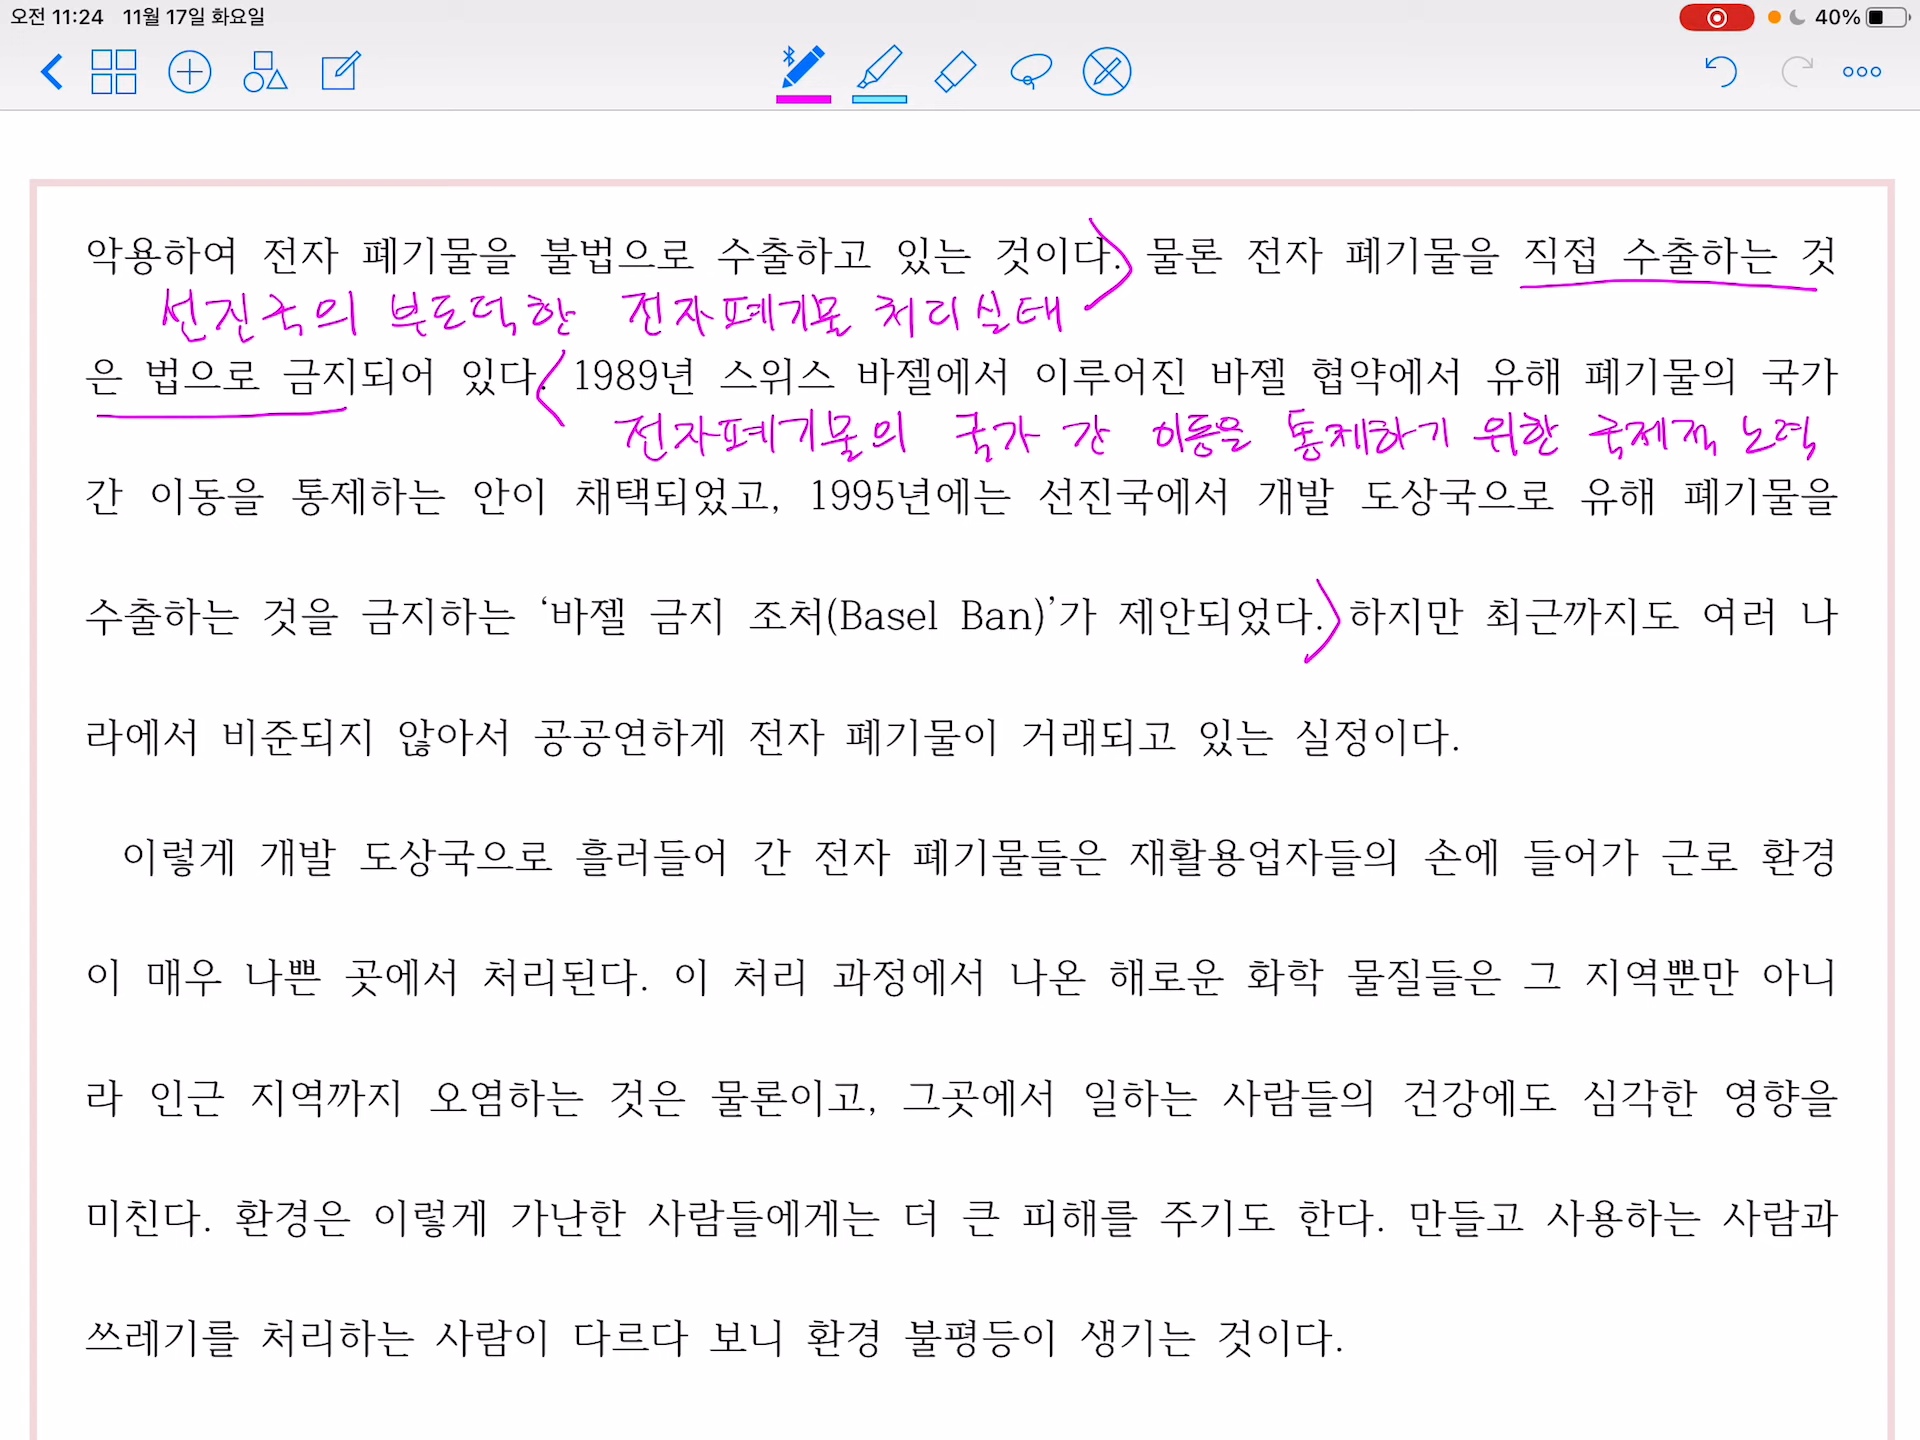 오전 11:24 11월 17일 화요일 40%
악용하여 전자 폐기물을 불법으로 수출하고 있는 것이다. 물론 전자 폐기물을 직접 수출하는 것
선진국의 부도덕한 전자폐기물 처리실태
은 법으로 금지되어 있다. 1989년 스위스 바젤에서 이루어진 바젤 협약에서 유해 폐기물의 국가
전자폐기물의 국가 간 이동을 통제하기 위한 국제적 노력
간 이동을 통제하는 안이 채택되었고, 1995년에는 선진국에서 개발 도상국으로 유해 폐기물을
수출하는 것을 금지하는 ‘바젤 금지 조처(Basel Ban)’가 제안되었다. 하지만 최근까지도 여러 나
라에서 비준되지 않아서 공공연하게 전자 폐기물이 거래되고 있는 실정이다.
이렇게 개발 도상국으로 흘러들어 간 전자 폐기물들은 재활용업자들의 손에 들어가 근로 환경
이 매우 나쁜 곳에서 처리된다. 이 처리 과정에서 나온 해로운 화학 물질들은 그 지역뿐만 아니
라 인근 지역까지 오염하는 것은 물론이고, 그곳에서 일하는 사람들의 건강에도 심각한 영향을
미친다. 환경은 이렇게 가난한 사람들에게는 더 큰 피해를 주기도 한다. 만들고 사용하는 사람과
쓰레기를 처리하는 사람이 다르다 보니 환경 불평등이 생기는 것이다.